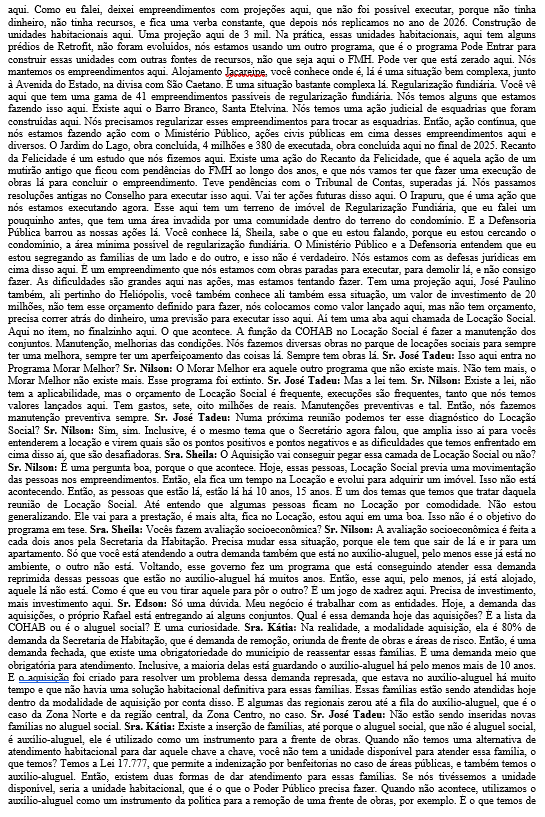 aqui. Como eu falei, deixei empreendimentos com projeções aqui, que não foi possível executar, porque não tinha
dinheiro, não tinha recursos, e fica uma verba constante, que depois nós replicamos no ano de 2026. Construção de
unidades habitacionais aqui. Uma projeção aqui de 3 mil. Na prática, essas unidades habitacionais, aqui tem alguns
prédios de Retrofit, não foram evoluídos, nós estamos usando um outro programa, que é o programa Pode Entrar para
construir essas unidades com outras fontes de recursos, não que seja aqui o FMH. Pode ver que está zerado aqui. Nós
mantemos os empreendimentos aqui. Alojamento Jacareípe, você conhece onde é, lá é uma situação bem complexa, junto
à Avenida do Estado, na divisa com São Caetano. É uma situação bastante complexa lá. Regularização fundiária. Você vê
aqui que tem uma gama de 41 empreendimentos passíveis de regularização fundiária. Nós temos alguns que estamos
fazendo isso aqui. Existe aqui o Barro Branco, Santa Etelvina. Nós temos uma ação judicial de esquadrias que foram
construídas aqui. Nós precisamos regularizar esses empreendimentos para trocar as esquadrias. Então, ação contínua, que
nós estamos fazendo ação com o Ministério Público, ações civis públicas em cima desses empreendimentos aqui e
diversos. O Jardim do Lago, obra concluída, 4 milhões e 380 de executada, obra concluída aqui no final de 2025. Recanto
da Felicidade é um estudo que nós fizemos aqui. Existe uma ação do Recanto da Felicidade, que é aquela ação de um
mutirão antigo que ficou com pendências do FMH ao longo dos anos, e que nós vamos ter que fazer uma execução de
obras lá para concluir o empreendimento. Teve pendências com o Tribunal de Contas, superadas já. Nós passamos
resoluções antigas no Conselho para executar isso aqui. Vai ter ações futuras disso aqui. O Irapuru, que é uma ação que
nós estamos executando agora. Esse aqui tem um terreno de imóvel de Regularização Fundiária, que eu falei um
pouquinho antes, que tem uma área invadida por uma comunidade dentro do terreno do condomínio. E a Defensoria
Pública barrou as nossas ações lá. Você conhece lá, Sheila, sabe o que eu estou falando, porque eu estou cercando o
condomínio, a área mínima possível de regularização fundiária. O Ministério Público e a Defensoria entendem que eu
estou segregando as famílias de um lado e do outro, e isso não é verdadeiro. Nós estamos com as defesas jurídicas em
cima disso aqui. É um empreendimento que nós estamos com obras paradas para executar, para demolir lá, e não consigo
fazer. As dificuldades são grandes aqui nas ações, mas estamos tentando fazer. Tem uma projeção aqui, José Paulino
também, ali pertinho do Heliópolis, você também conhece ali também essa situação, um valor de investimento de 20
milhões, não tem esse orçamento definido para fazer, nós colocamos como valor lançado aqui, mas não tem orçamento,
precisa correr atrás do dinheiro, uma previsão para executar isso aqui. Aí tem uma aba aqui chamada de Locação Social.
Aqui no item, no finalzinho aqui. O que acontece. A função da COHAB no Locação Social é fazer a manutenção dos
conjuntos. Manutenção, melhorias das condições. Nós fazemos diversas obras no parque de locações sociais para sempre
ter uma melhora, sempre ter um aperfeiçoamento das coisas lá. Sempre tem obras lá. Sr. José Tadeu: Isso aqui entra no
Programa Morar Melhor? Sr. Nilson: O Morar Melhor era aquele outro programa que não existe mais. Não tem mais, o
Morar Melhor não existe mais. Esse programa foi extinto. Sr. José Tadeu: Mas a lei tem. Sr. Nilson: Existe a lei, não
tem a aplicabilidade, mas o orçamento do Locação Social é frequente, execuções são frequentes, tanto que nós temos
valores lançados aqui. Tem gastos, sete, oito milhões de reais. Manutenções preventivas e tal. Então, nós fazemos
manutenção preventiva sempre. Sr. José Tadeu: Numa próxima reunião podemos ter esse diagnóstico do Locação
Social? Sr. Nilson: Sim, sim. Inclusive, é o mesmo tema que o Secretário agora falou, que amplia isso aí para vocês
entenderem a locação e virem quais são os pontos positivos e pontos negativos e as dificuldades que temos enfrentado em
cima disso aí, que são desafiadoras. Sra. Sheila: O Aquisição vai conseguir pegar essa camada de Locação Social ou não?
Sr. Nilson: É uma pergunta boa, porque o que acontece. Hoje, essas pessoas, Locação Social previa uma movimentação
das pessoas nos empreendimentos. Então, ela fica um tempo na Locação e evolui para adquirir um imóvel. Isso não está
acontecendo. Então, as pessoas que estão lá, estão lá há 10 anos, 15 anos. É um dos temas que temos que tratar daquela
reunião de Locação Social. Até entendo que algumas pessoas ficam no Locação por comodidade. Não estou
generalizando. Ele vai para a prestação, é mais alta, fica no Locação, estou aqui em uma boa. Isso não é o objetivo do
programa em tese. Sra. Sheila: Vocês fazem avaliação socioeconômica? Sr. Nilson: A avaliação socioeconômica é feita a
cada dois anos pela Secretaria da Habitação. Precisa mudar essa situação, porque ele tem que sair de lá e ir para um
apartamento. Só que você está atendendo a outra demanda também que está no auxílio-aluguel, pelo menos esse já está no
ambiente, o outro não está. Voltando, esse governo fez um programa que está conseguindo atender essa demanda
reprimida dessas pessoas que estão no auxílio-aluguel há muitos anos. Então, esse aqui, pelo menos, já está alojado,
aquele lá não está. Como é que eu vou tirar aquele para pôr o outro? É um jogo de xadrez aqui. Precisa de investimento,
mais investimento aqui. Sr. Edson: Só uma dúvida. Meu negócio é trabalhar com as entidades. Hoje, a demanda das
aquisições, o próprio Rafael está entregando aí alguns conjuntos. Qual é essa demanda hoje das aquisições? É a lista da
COHAB ou é o aluguel social? É uma curiosidade. Sra. Kátia: Na realidade, a modalidade aquisição, ela é 80% de
demanda da Secretaria de Habitação, que é demanda de remoção, oriunda de frente de obras e áreas de risco. Então, é uma
demanda fechada, que existe uma obrigatoriedade do município de reassentar essas famílias. É uma demanda meio que
obrigatória para atendimento. Inclusive, a maioria delas está guardando o auxílio-aluguel há pelo menos mais de 10 anos.
E o aquisição foi criado para resolver um problema dessa demanda represada, que estava no auxílio-aluguel há muito
tempo e que não havia uma solução habitacional definitiva para essas famílias. Essas famílias estão sendo atendidas hoje
dentro da modalidade de aquisição por conta disso. E algumas das regionais zerou até a fila do auxílio-aluguel, que é o
caso da Zona Norte e da região central, da Zona Centro, no caso. Sr. José Tadeu: Não estão sendo inseridas novas
famílias no aluguel social. Sra. Kátia: Existe a inserção de famílias, até porque o aluguel social, que não é aluguel social,
é auxílio-aluguel, ele é utilizado como um instrumento para a frente de obras. Quando não temos uma alternativa de
atendimento habitacional para dar aquele chave a chave, você não tem a unidade disponível para atender essa família, o
que temos? Temos a Lei 17.777, que permite a indenização por benfeitorias no caso de áreas públicas, e também temos o
auxílio-aluguel. Então, existem duas formas de dar atendimento para essas famílias. Se nós tivéssemos a unidade
disponível, seria a unidade habitacional, que é o que o Poder Público precisa fazer. Quando não acontece, utilizamos o
auxílio-aluguel como um instrumento da política para a remoção de uma frente de obras, por exemplo. E o que temos de